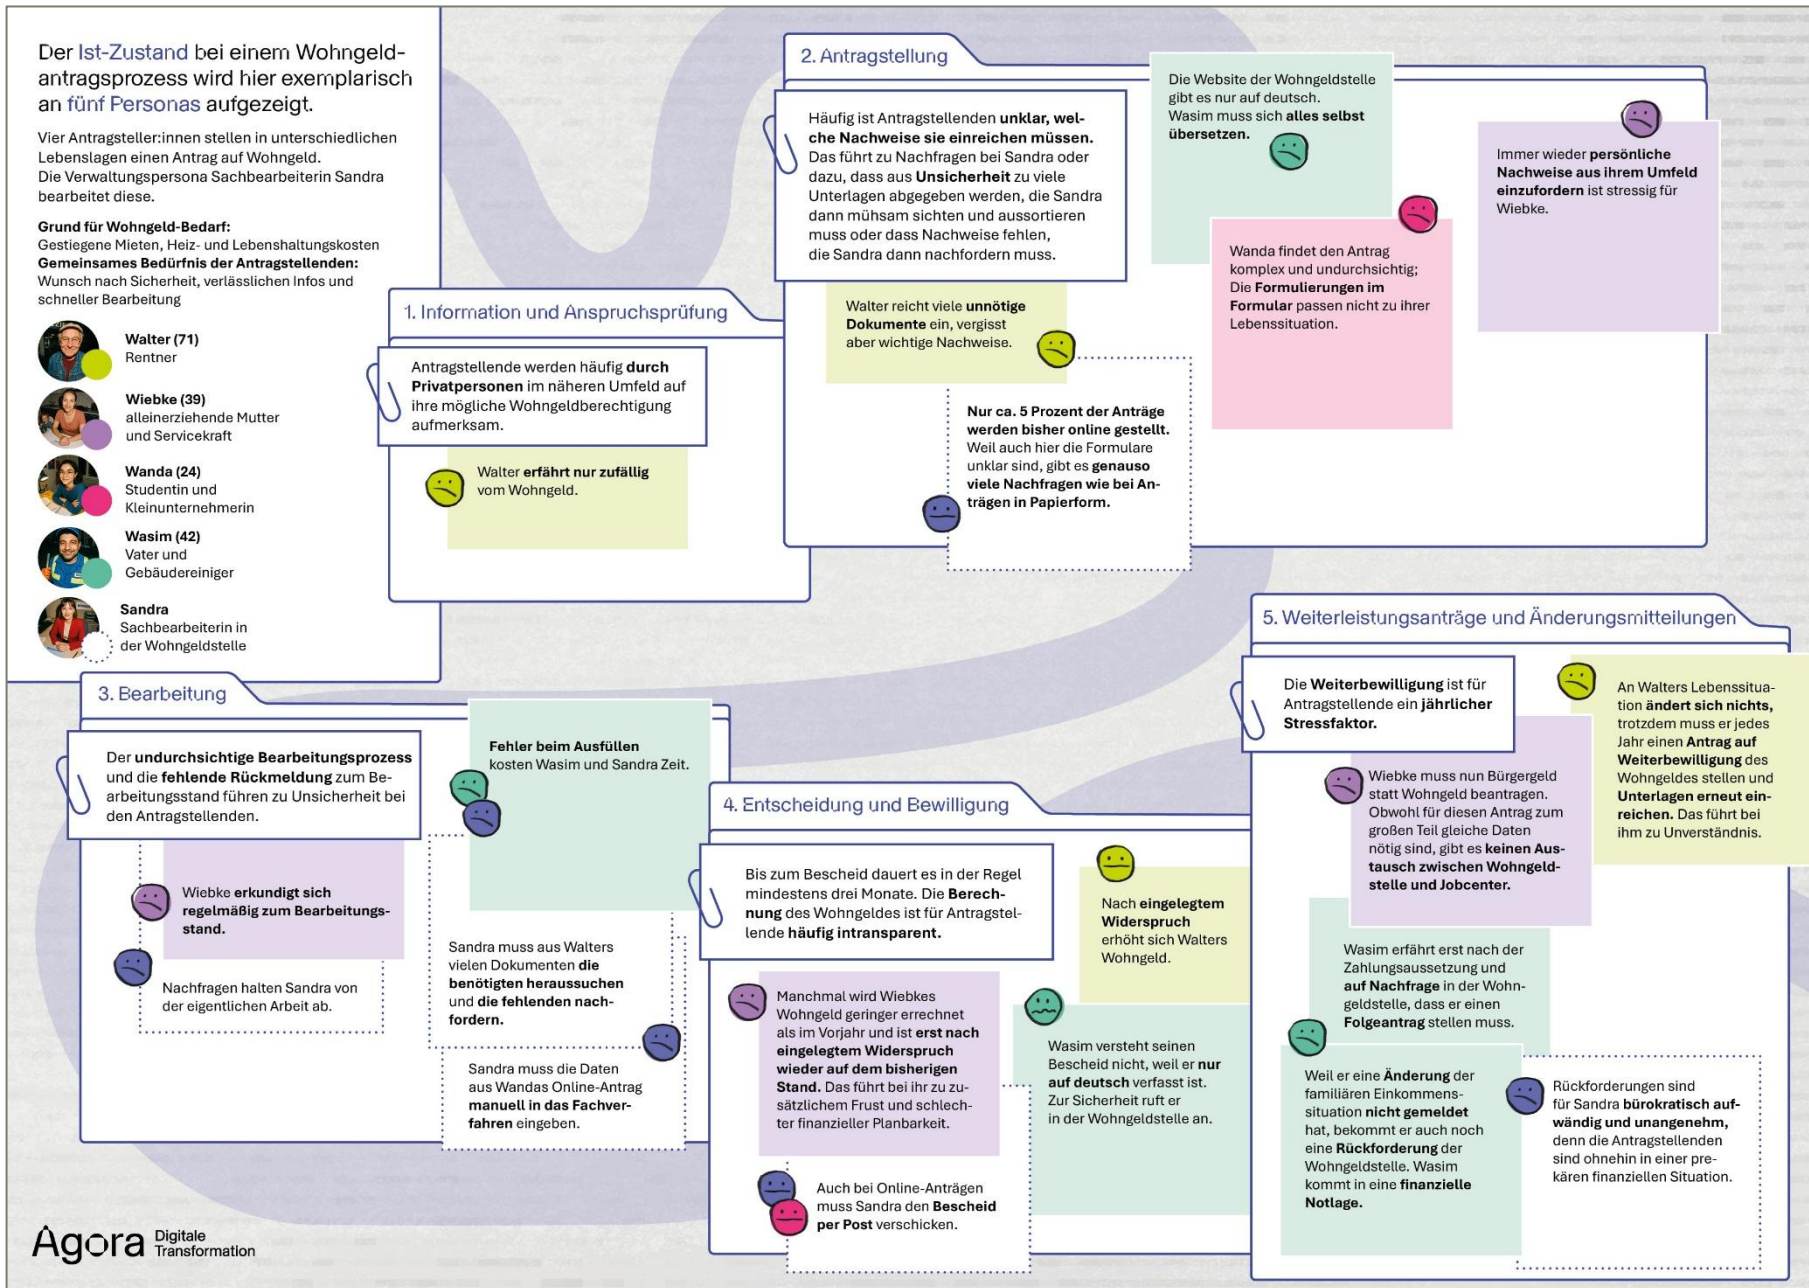 Der Ist-Zustand bei einem Wohngeld-
antragsprozess wird hier exemplarisch
an fünf Personas aufgezeigt.
Vier Antragsteller:innen stellen in unterschiedlichen
Lebenslagen einen Antrag auf Wohngeld.
Die Verwaltungspersona Sachbearbeiterin Sandra
bearbeitet diese.
Grund für Wohngeld-Bedarf:
Gestiegene Mieten, Heiz- und Lebenshaltungskosten
Gemeinsames Bedürfnis der Antragstellenden:
Wunsch nach Sicherheit, verlässlichen Infos und
schneller Bearbeitung
Walter (71)
Rentner
Wiebke (39)
alleinerziehende Mutter
und Servicekraft
Wanda (24)
Studentin und
Kleinunternehmerin
Wasim (42)
Vater und
Gebäudereiniger
Sandra
Sachbearbeiterin in
der Wohngeldstelle
1. Information und Anspruchsprüfung
Antragstellende werden häufig durch
Privatpersonen im näheren Umfeld auf
ihre mögliche Wohngeldberechtigung
aufmerksam.
Walter erfährt nur zufällig
vom Wohngeld.
2. Antragstellung
Häufig ist Antragstellenden unklar, wel-
che Nachweise sie einreichen müssen.
Das führt zu Nachfragen bei Sandra oder
dazu, dass aus Unsicherheit zu viele
Unterlagen abgegeben werden, die Sandra
dann mühsam sichten und aussortieren
muss oder dass Nachweise fehlen,
die Sandra dann nachfordern muss.
Walter reicht viele unnötige
Dokumente ein, vergisst
aber wichtige Nachweise.
Nur ca. 5 Prozent der Anträge
werden bisher online gestellt.
Weil auch hier die Formulare
unklar sind, gibt es genauso
viele Nachfragen wie bei An-
trägen in Papierform.
Die Website der Wohngeldstelle
gibt es nur auf deutsch.
Wasim muss sich alles selbst
übersetzen.
Wanda findet den Antrag
komplex und undurchsichtig;
Die Formulierungen im
Formular passen nicht zu ihrer
Lebenssituation.
Immer wieder persönliche
Nachweise aus ihrem Umfeld
einzufordern ist stressig für
Wiebke.
3. Bearbeitung
Der undurchsichtige Bearbeitungsprozess
und die fehlende Rückmeldung zum Be-
arbeitungsstand führen zu Unsicherheit bei
den Antragstellenden.
Wiebke erkundigt sich
regelmäßig zum Bearbeitungs-
stand.
Nachfragen halten Sandra von
der eigentlichen Arbeit ab.
Fehler beim Ausfüllen
kosten Wasim und Sandra Zeit.
Sandra muss aus Walters
vielen Dokumenten die
benötigten heraussuchen
und die fehlenden nach-
fordern.
Sandra muss die Daten
aus Wandas Online-Antrag
manuell in das Fachver-
fahren eingeben.
4. Entscheidung und Bewilligung
Bis zum Bescheid dauert es in der Regel
mindestens drei Monate. Die Berech-
nung des Wohngeldes ist für Antragstel-
lende häufig intransparent.
Nach eingelegtem
Widerspruch
erhöht sich Walters
Wohngeld.
Manchmal wird Wiebkes
Wohngeld geringer errechnet
als im Vorjahr und ist erst nach
eingelegtem Widerspruch
wieder auf dem bisherigen
Stand. Das führt bei ihr zu zu-
sätzlichem Frust und schlech-
ter finanzieller Planbarkeit.
Wasim versteht seinen
Bescheid nicht, weil er nur
auf deutsch verfasst ist.
Zur Sicherheit ruft er
in der Wohngeldstelle an.
Auch bei Online-Anträgen
muss Sandra den Bescheid
per Post verschicken.
5. Weiterleistungsanträge und Änderungsmitteilungen
Die Weiterbewilligung ist für
Antragstellende ein jährlicher
Stressfaktor.
An Walters Lebenssitua-
tion ändert sich nichts,
trotzdem muss er jedes
Jahr einen Antrag auf
Weiterbewilligung des
Wohngeldes stellen und
Unterlagen erneut ein-
reichen. Das führt bei
ihm zu Unverständnis.
Wiebke muss nun Bürgergeld
statt Wohngeld beantragen.
Obwohl für diesen Antrag zum
großen Teil gleiche Daten
nötig sind, gibt es keinen Aus-
tausch zwischen Wohngeld-
stelle und Jobcenter.
Wasim erfährt erst nach der
Zahlungsaussetzung und
auf Nachfrage in der Wohn-
geldstelle, dass er einen
Folgeantrag stellen muss.
Weil er eine Änderung der
familiären Einkommens-
situation nicht gemeldet
hat, bekommt er auch noch
eine Rückforderung der
Wohngeldstelle. Wasim
kommt in eine finanzielle
Notlage.
Rückforderungen sind
für Sandra bürokratisch auf-
wändig und unangenehm,
denn die Antragstellenden
sind ohnehin in einer pre-
kären finanziellen Situation.
Agora Digitale
Transformation